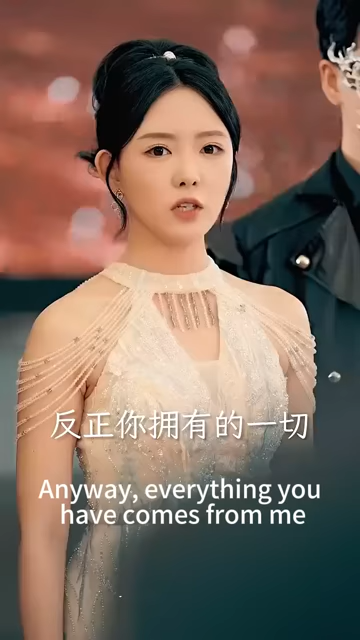 反正你拥有的一切
Anyway, everything you
have comes from me